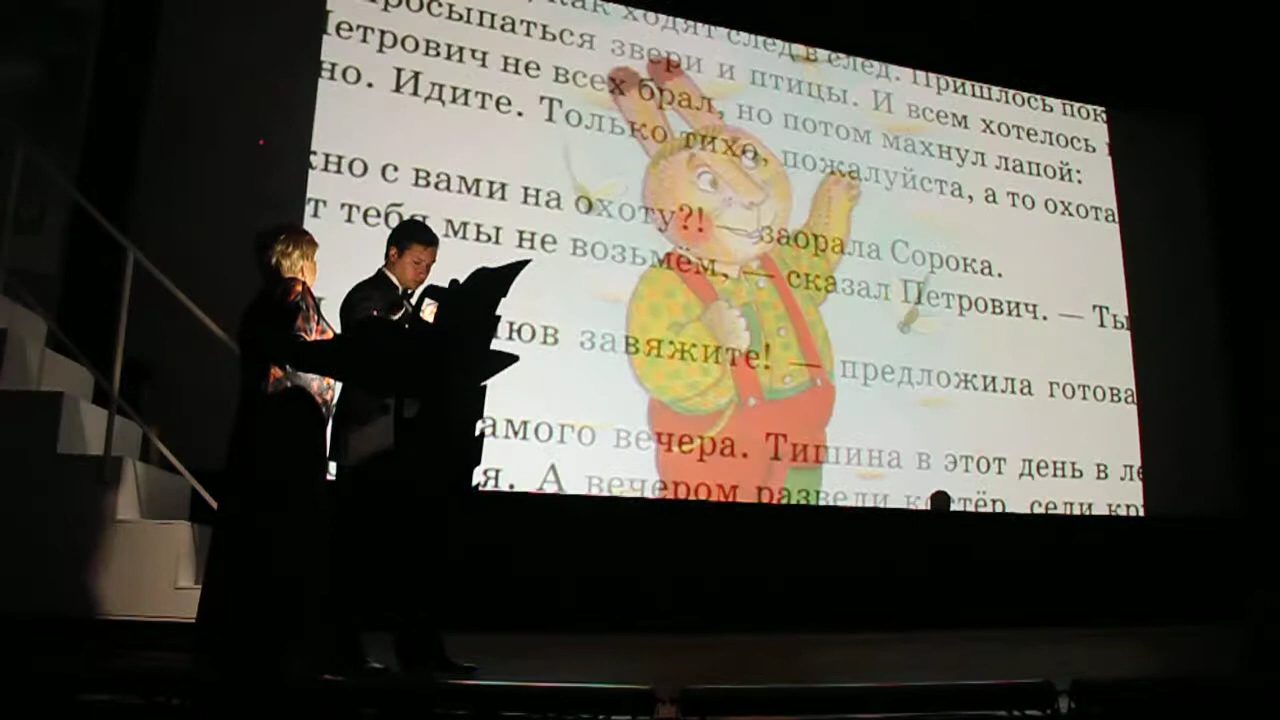 , как ходят след в след. Пришлось пок
просыпаться звери и птицы. И всем хотелось
Петрович не всех брал, но потом махнул лапой:
но. Идите. Только тихо, пожалуйста, а то охота
жно с вами на охоту?! — заорала Сорока.
т тебя мы не возьмём, — сказал Петрович. — Ты
люв завяжите! — предложила готова
самого вечера. Тишина в этот день в ле
я. А вечером развели костёр, сели кр